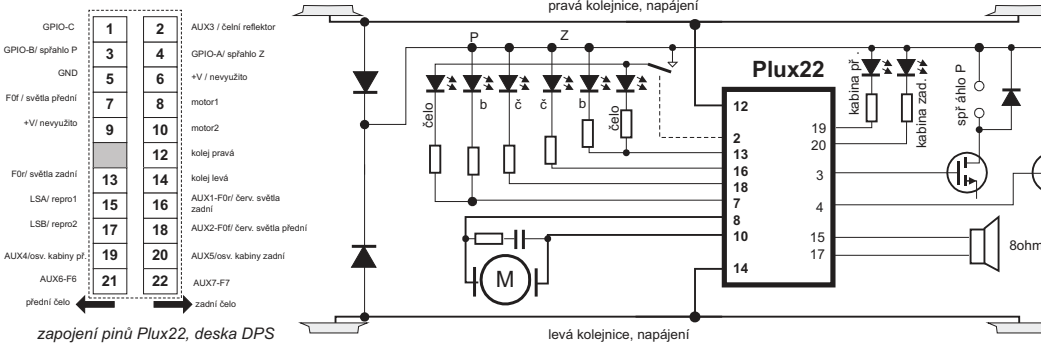 pravá kolejnice, napájení
GPIO-C 1 2 AUX3 / čelní reflektor
GPIO-B/ spřahlo P 3 4 GPIO-A/ spřahlo Z
GND 5 6 +V / nevyužito
F0f / světla přední 7 8 motor1
+V/ nevyužito 9 10 motor2
12 kolej pravá
F0r/ světla zadní 13 14 kolej levá
LSA/ repro1 15 16 AUX1-F0r/ červ. světla
zadní
LSB/ repro2 17 18 AUX2-F0f/ červ. světla přední
AUX4/osv. kabiny př. 19 20 AUX5/osv. kabiny zadní
AUX6-F6 21 22 AUX7-F7
přední čelo zadní čelo
zapojení pinů Plux22, deska DPS
P Z
čelo b č č b čelo
Plux22
12
2
13
16
18
7
8
10
14
19
20
3
4
15
17
kabina př.
kabina zad.
spř áhlo P
M
8ohm
levá kolejnice, napájení